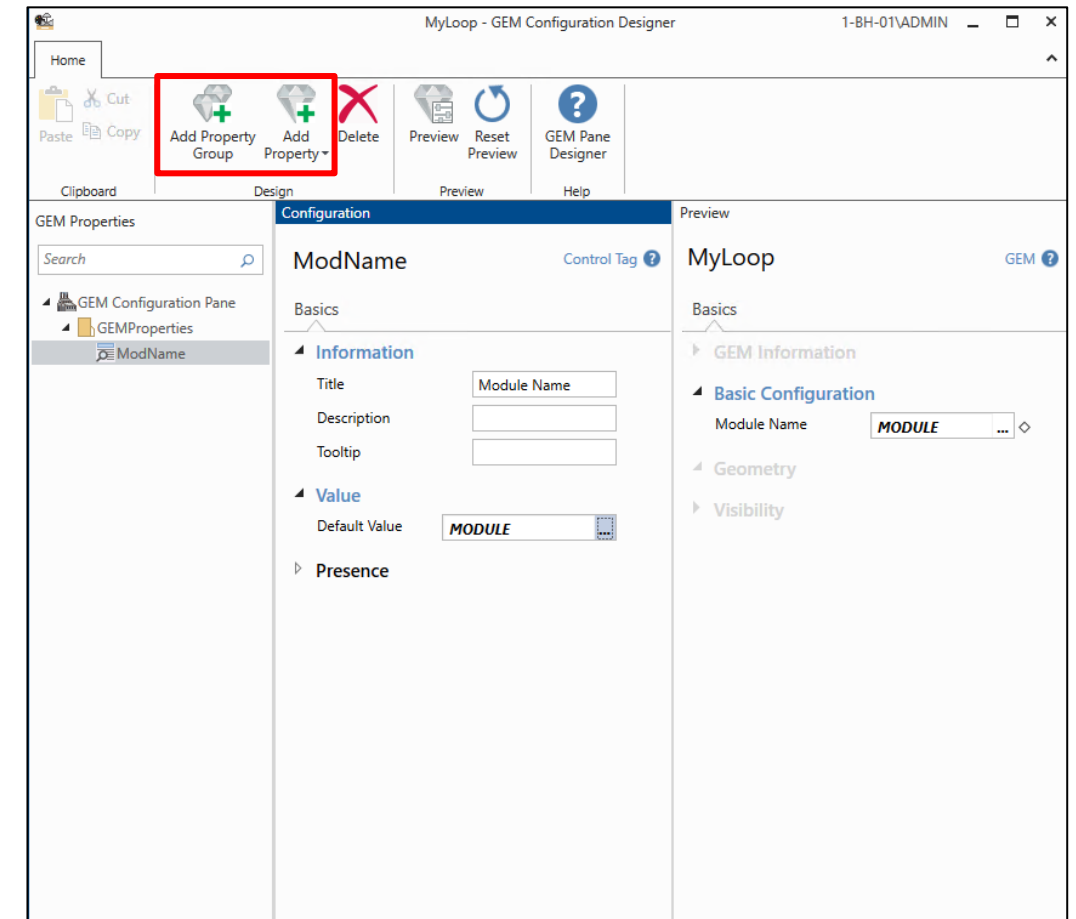 MyLoop - GEM Configuration Designer
1-BH-01\ADMIN
Home
Paste
Cut
Copy
Clipboard
Add Property
Group
Add
Property
Delete
Design
Preview
Reset
Preview
Preview
GEM Pane
Designer
Help
GEM Properties
Search
GEM Configuration Pane
GEMProperties
ModName
Configuration
ModName
Control Tag ?
Basics
Information
Title
Module Name
Description
Tooltip
Value
Default Value
MODULE
...
Presence
Preview
MyLoop
GEM ?
Basics
GEM Information
Basic Configuration
Module Name
MODULE
...
Geometry
Visibility